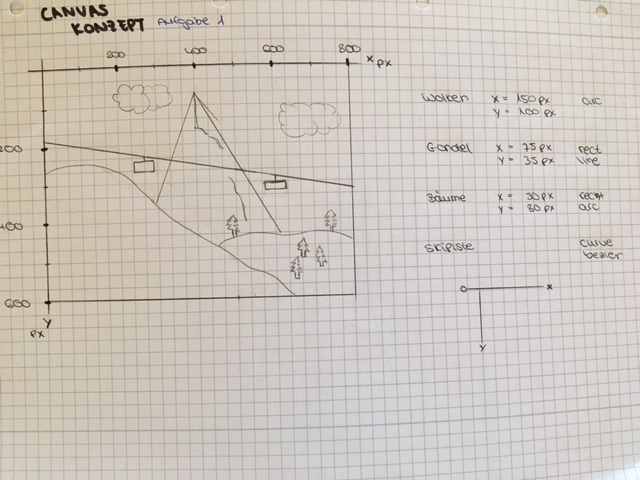 CANVAS
KONZEPT Aufgabe 1
200 400 600 800 x px
200
400
600
y
px
Wolken x = 150 px arc
y = 100 px
Gondel x = 75 px rect
y = 35 px line
Bäume x = 30 px rect
y = 80 px arc
Skipiste curve
bezier
0 x
y